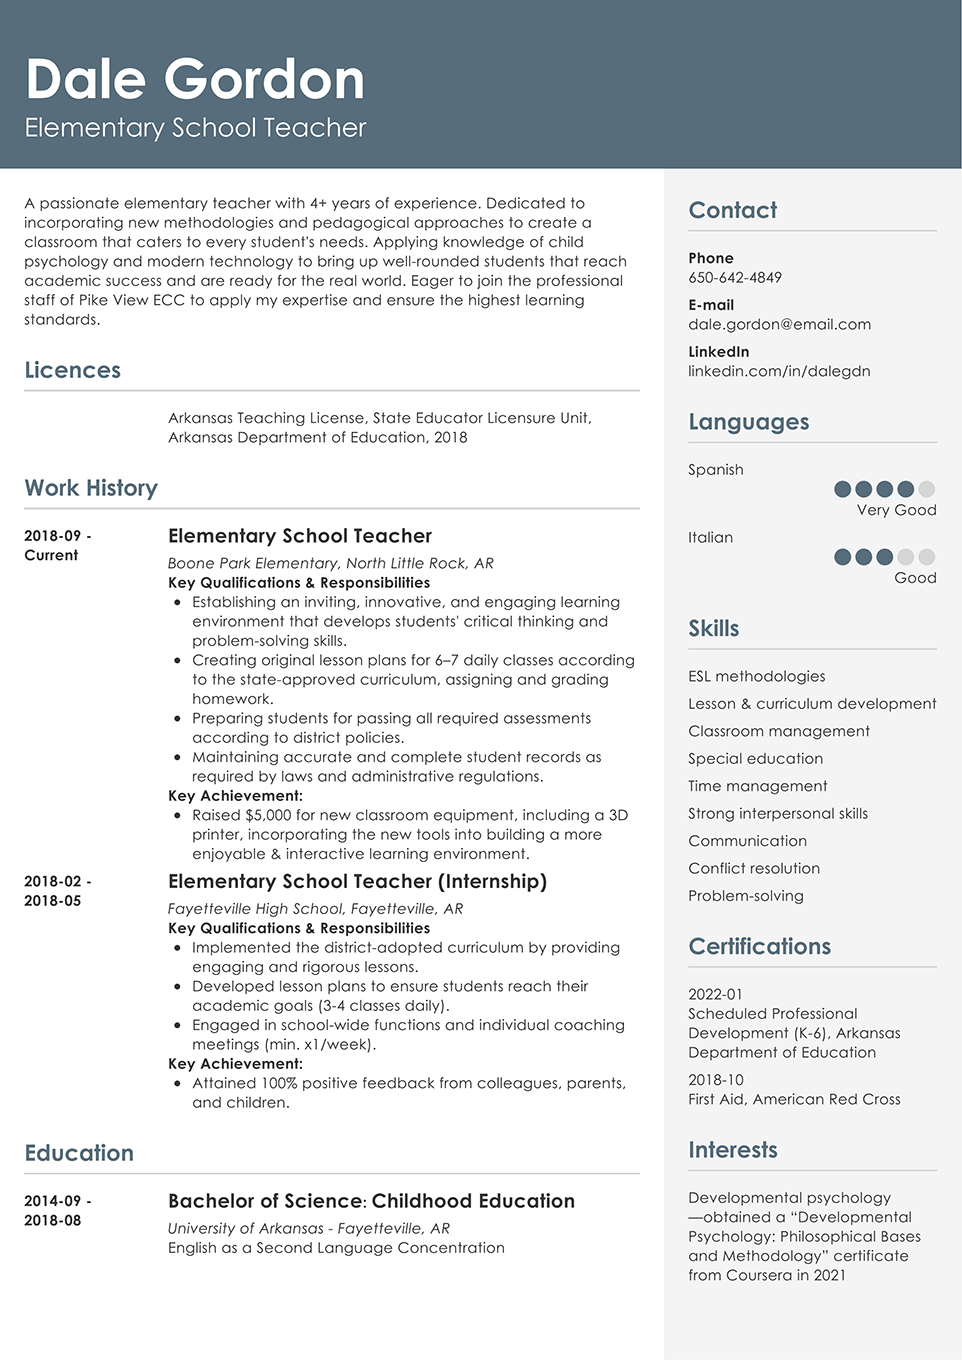 Dale Gordon
Elementary School Teacher
A passionate elementary teacher with 4+ years of experience. Dedicated to
incorporating new methodologies and pedagogical approaches to create a
classroom that caters to every student's needs. Applying knowledge of child
psychology and modern technology to bring up well-rounded students that reach
academic success and are ready for the real world. Eager to join the professional
staff of Pike View ECC to apply my expertise and ensure the highest learning
standards.
Licences
Arkansas Teaching License, State Educator Licensure Unit,
Arkansas Department of Education, 2018
Work History
2018-09 -
Current
Elementary School Teacher
Boone Park Elementary, North Little Rock, AR
Key Qualifications & Responsibilities
• Establishing an inviting, innovative, and engaging learning
environment that develops students' critical thinking and
problem-solving skills.
• Creating original lesson plans for 6–7 daily classes according
to the state-approved curriculum, assigning and grading
homework.
• Preparing students for passing all required assessments
according to district policies.
• Maintaining accurate and complete student records as
required by laws and administrative regulations.
Key Achievement:
• Raised $5,000 for new classroom equipment, including a 3D
printer, incorporating the new tools into building a more
enjoyable & interactive learning environment.
2018-02 -
2018-05
Elementary School Teacher (Internship)
Fayetteville High School, Fayetteville, AR
Key Qualifications & Responsibilities
• Implemented the district-adopted curriculum by providing
engaging and rigorous lessons.
• Developed lesson plans to ensure students reach their
academic goals (3-4 classes daily).
• Engaged in school-wide functions and individual coaching
meetings (min. x1/week).
Key Achievement:
• Attained 100% positive feedback from colleagues, parents,
and children.
Education
2014-09 -
2018-08
Bachelor of Science: Childhood Education
University of Arkansas - Fayetteville, AR
English as a Second Language Concentration
Contact
Phone
650-642-4849
E-mail
dale.gordon@email.com
LinkedIn
linkedin.com/in/dalegdn
Languages
Spanish
Very Good
Italian
Good
Skills
ESL methodologies
Lesson & curriculum development
Classroom management
Special education
Time management
Strong interpersonal skills
Communication
Conflict resolution
Problem-solving
Certifications
2022-01
Scheduled Professional
Development (K-6), Arkansas
Department of Education
2018-10
First Aid, American Red Cross
Interests
Developmental psychology
—obtained a “Developmental
Psychology: Philosophical Bases
and Methodology” certificate
from Coursera in 2021